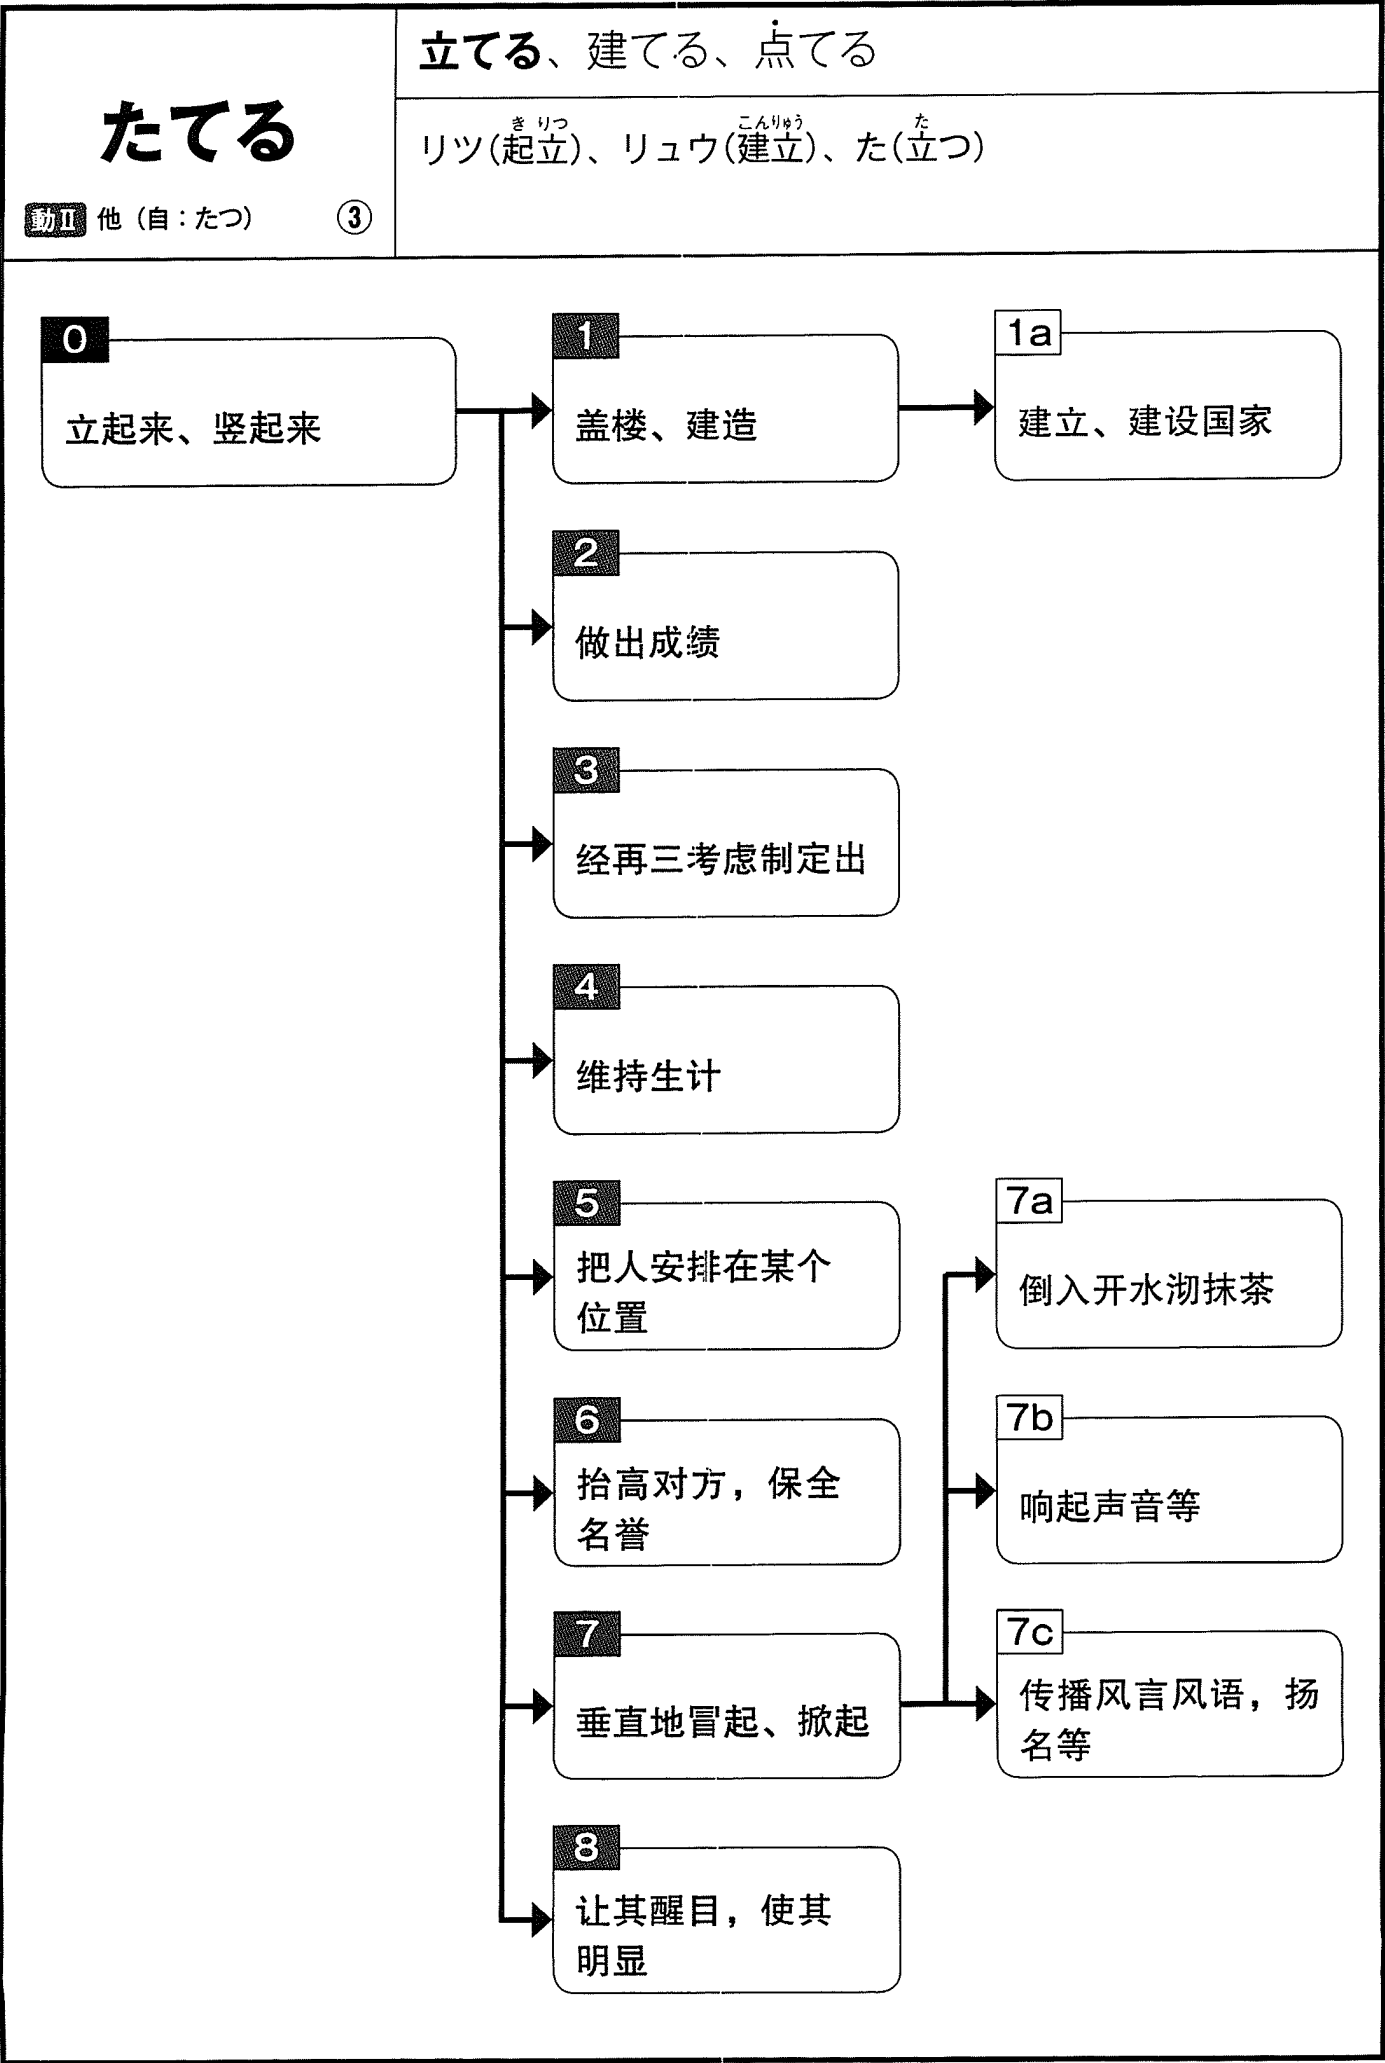 たてる
動Ⅱ 他（自：たつ） ③
立てる、建てる、点てる
リツ(起立)、リュウ(建立)、た(立つ)
き りつ こんりゅう た
0
立起来、竖起来
1
盖楼、建造
1a
建立、建设国家
2
做出成绩
3
经再三考虑制定出
4
维持生计
5
把人安排在某个
位置
6
抬高对方，保全
名誉
7
垂直地冒起、掀起
7a
倒入开水沏抹茶
7b
响起声音等
7c
传播风言风语，扬
名等
8
让其醒目，使其
明显